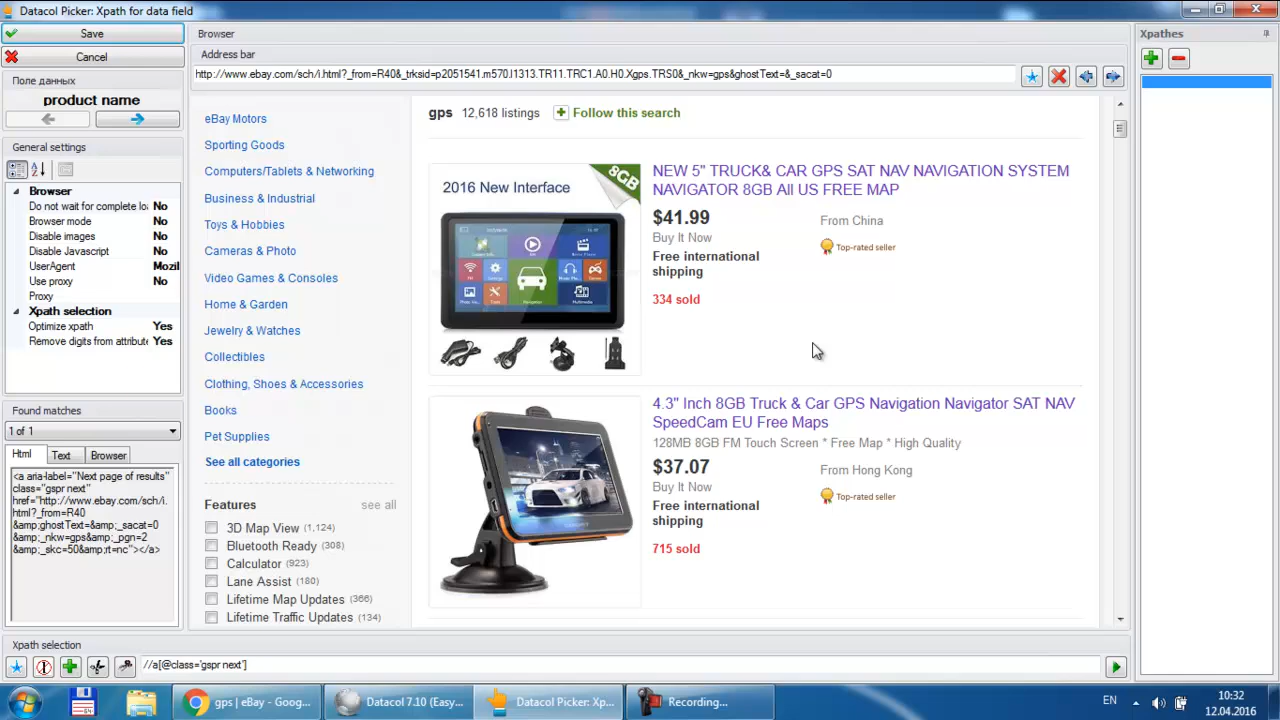 Datacol Picker: Xpath for data field
Save
Cancel
Поле данных
product name
General settings
Browser
Do not wait for complete loa No
Browser mode No
Disable images No
Disable Javascript No
UserAgent Mozil
Use proxy No
Proxy
Xpath selection
Optimize xpath Yes
Remove digits from attribute Yes
Found matches
1 of 1
Html Text Browser
<a aria-label="Next page of results"
class="gspr next"
href="http://www.ebay.com/sch/i.
html?_from=R40
&amp;ghostText=&amp;_sacat=0
&amp;_nkw=gps&amp;_pgn=2
&amp;_skc=50&amp;rt=nc"></a>
Browser
Address bar
http://www.ebay.com/sch/i.html?_from=R40&_trksid=p2051541.m570.l1313.TR11.TRC1.A0.H0.Xgps.TRS0&_nkw=gps&ghostText=&_sacat=0
eBay Motors
Sporting Goods
Computers/Tablets & Networking
Business & Industrial
Toys & Hobbies
Cameras & Photo
Video Games & Consoles
Home & Garden
Jewelry & Watches
Collectibles
Clothing, Shoes & Accessories
Books
Pet Supplies
See all categories
Features see all
3D Map View (1,124)
Bluetooth Ready (308)
Calculator (923)
Lane Assist (180)
Lifetime Map Updates (366)
Lifetime Traffic Updates (134)
gps 12,618 listings Follow this search
2016 New Interface
8GB
NEW 5" TRUCK& CAR GPS SAT NAV NAVIGATION SYSTEM
NAVIGATOR 8GB All US FREE MAP
$41.99
From China
Buy It Now
Top-rated seller
Free international
shipping
334 sold
4.3" Inch 8GB Truck & Car GPS Navigation Navigator SAT NAV
SpeedCam EU Free Maps
128MB 8GB FM Touch Screen * Free Map * High Quality
$37.07
From Hong Kong
Buy It Now
Top-rated seller
Free international
shipping
715 sold
Xpathes
Xpath selection
//a[@class='gspr next']
gps | eBay - Goog...
Datacol 7.10 (Easy...
Datacol Picker: Xp...
Recording...
EN
10:32
12.04.2016